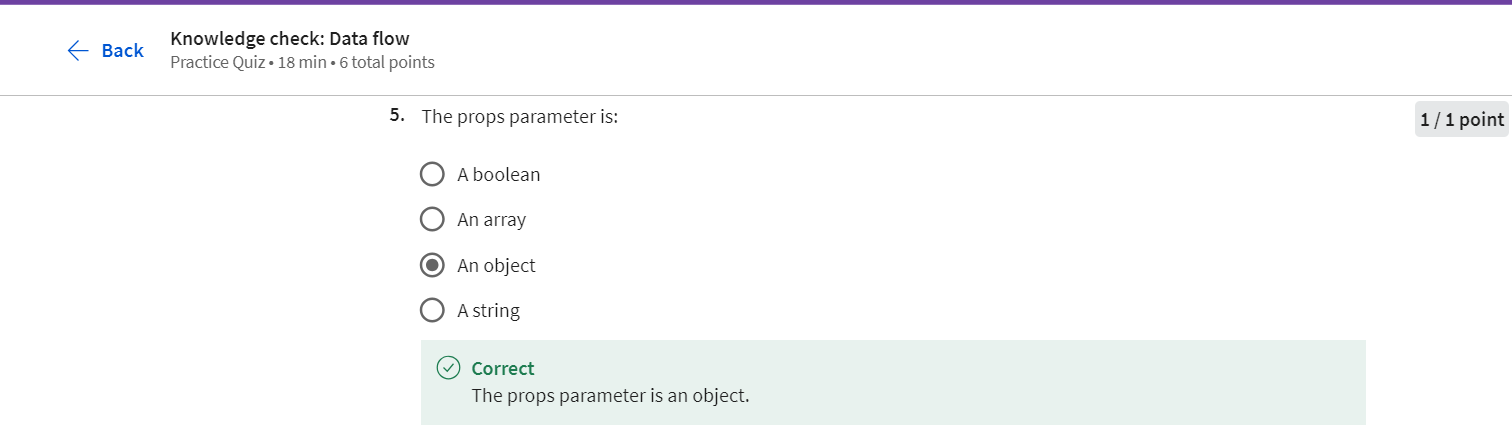 Back
Knowledge check: Data flow
Practice Quiz • 18 min • 6 total points
5. The props parameter is:
1 / 1 point
A boolean
An array
An object
A string
Correct
The props parameter is an object.